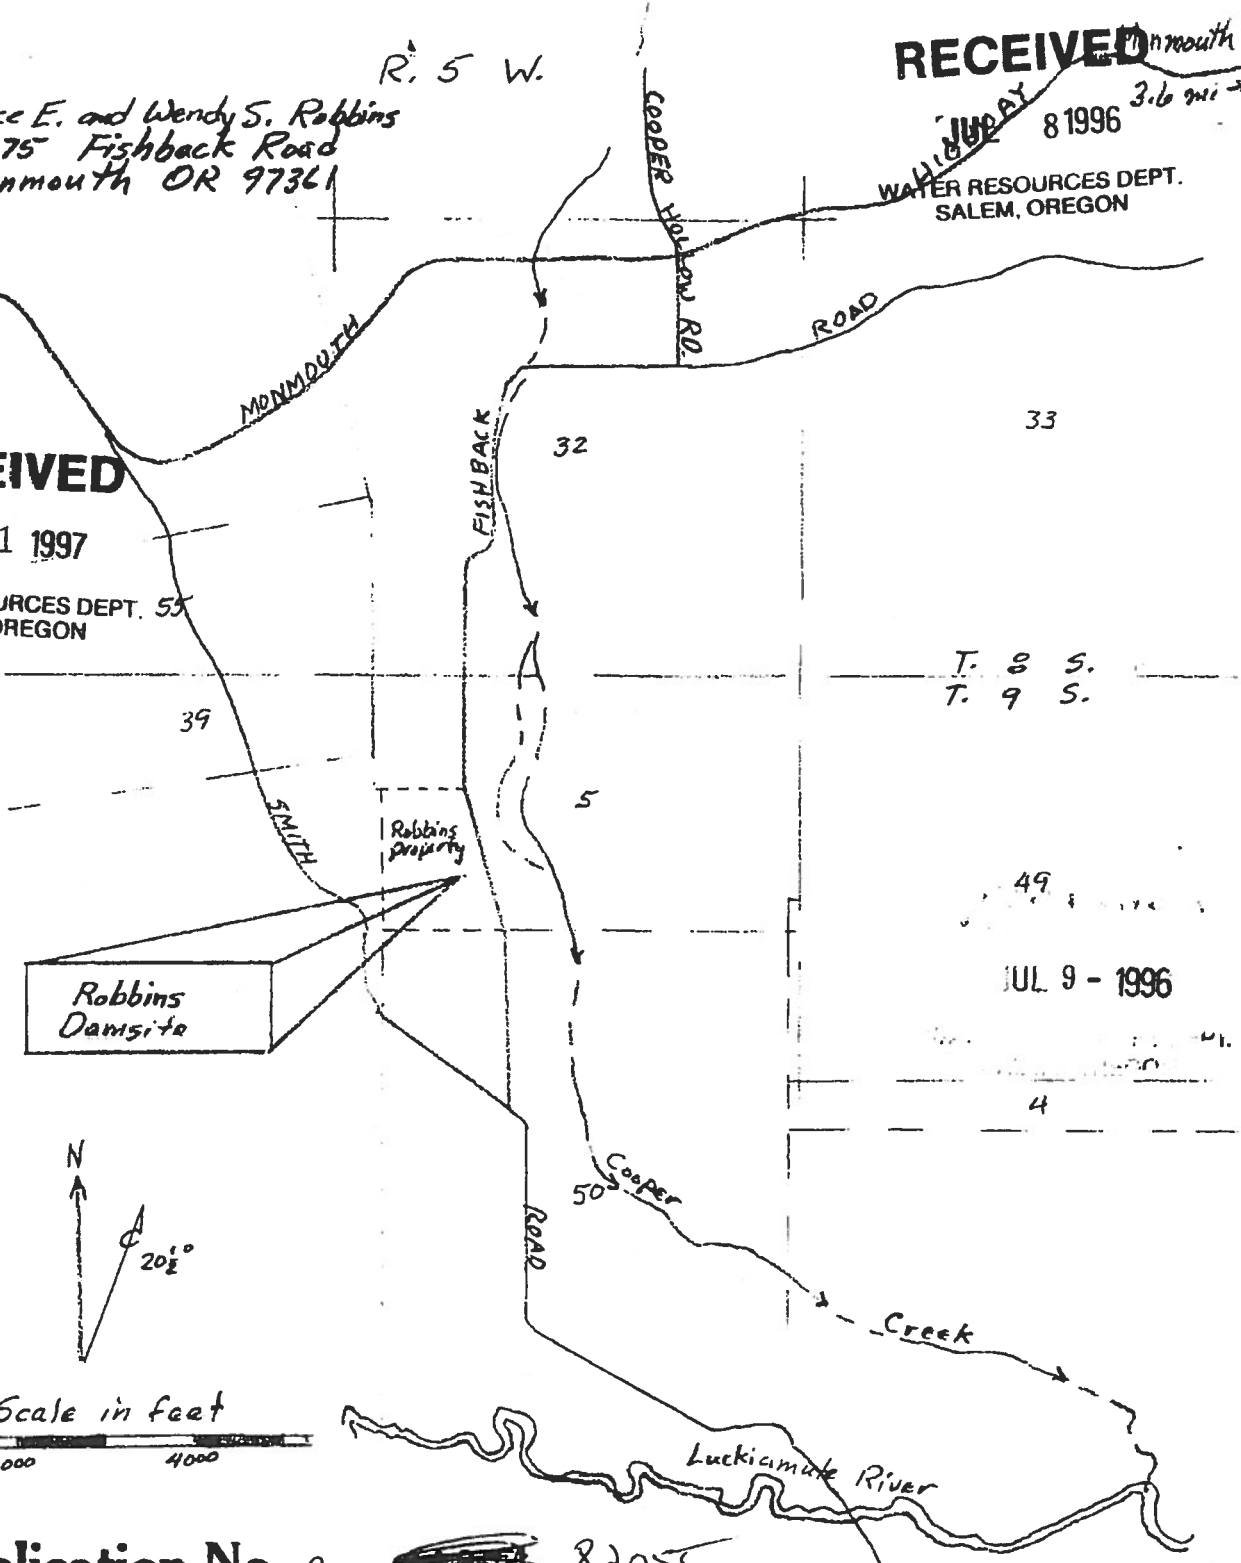 R. 5 W.
RECEIVED
Monmouth
3.6 mi
E. and Wendy S. Robbins
75 Fishback Road
nmouth OR 97361
JUL 8 1996
WATER RESOURCES DEPT.
SALEM, OREGON
HIGHWAY
COOPER HOLLOW RD.
ROAD
MONMOUTH
FISHBACK
32
33
EIVED
1 1997
URCES DEPT. 55
OREGON
T. 8 S.
T. 9 S.
39
SMITH
5
Robbins
property
49
JUL 9 - 1996
Robbins
Damsite
4
N
20½°
50
Cooper
ROAD
Creek
Scale in feet
000
4000
Luckiamute River
lication No.